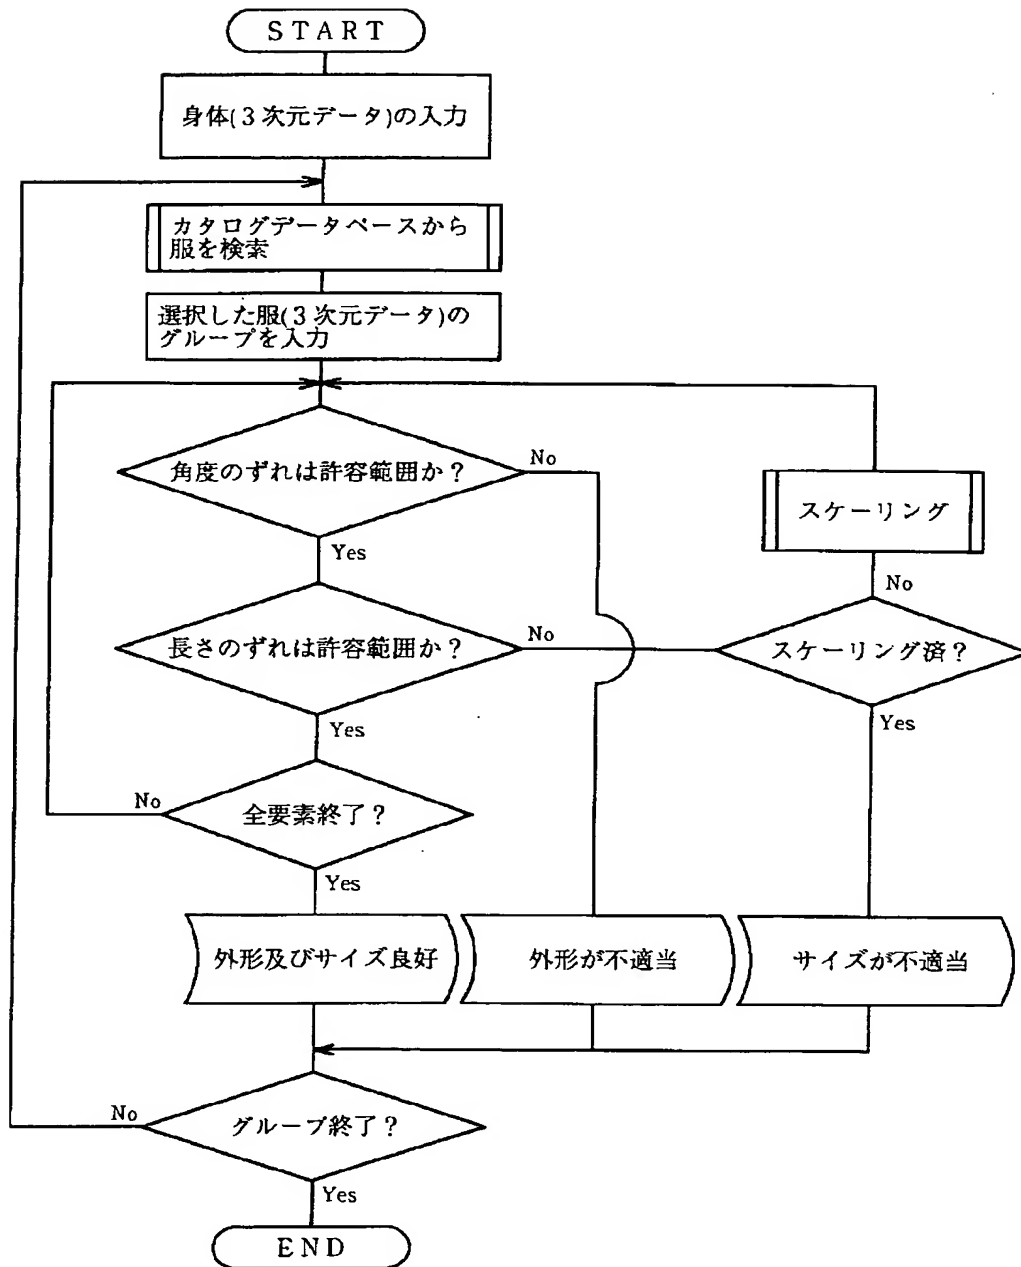 START
身体(3次元データ)の入力
カタログデータベースから
服を検索
選択した服(3次元データ)の
グループを入力
角度のずれは許容範囲か？
No
Yes
スケーリング
No
長さのずれは許容範囲か？
No
スケーリング済？
Yes
Yes
全要素終了？
No
Yes
外形及びサイズ良好
外形が不適当
サイズが不適当
グループ終了？
No
Yes
END